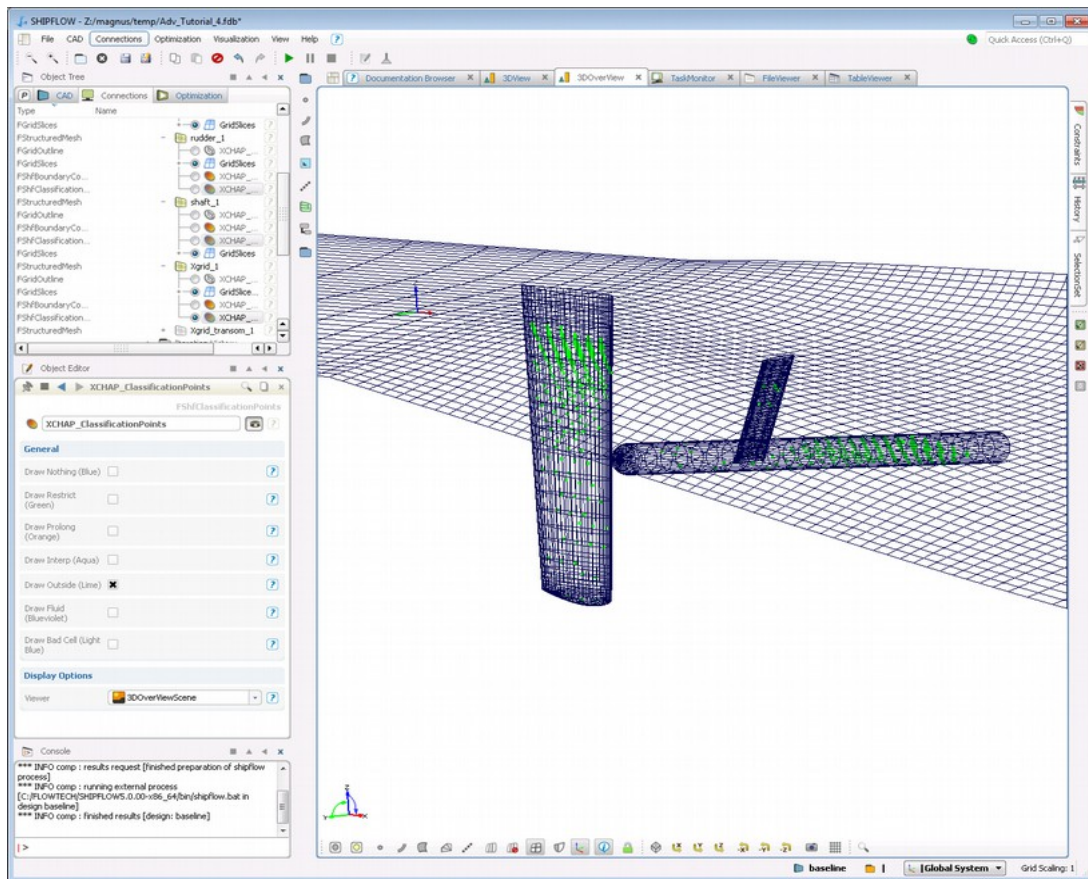 SHIPFLOW - Z:/magnus/temp/Adv_Tutorial_4.fdb*
File CAD Connections Optimization Visualization View Help ?
Quick Access (Ctrl+Q)
Object Tree
Documentation Browser 3DView 3DOverView TaskMonitor FileViewer TableViewer
P CAD Connections Optimization
Type Name
FGridSlices GridSlices
FStructuredMesh rudder_1
FGridOutline XCHAP_...
FGridSlices GridSlices
FShfBoundaryCo... XCHAP_...
FShfClassification... XCHAP_...
FStructuredMesh shaft_1
FGridOutline XCHAP_...
FShfBoundaryCo... XCHAP_...
FShfClassification... XCHAP_...
FGridSlices GridSlices
FStructuredMesh Xgrid_1
FGridOutline XCHAP_...
FGridSlices GridSlice...
FShfBoundaryCo... XCHAP_...
FShfClassification... XCHAP_...
FStructuredMesh Xgrid_transom_1
Constraints
History
SelectionSet
Object Editor
XCHAP_ClassificationPoints
FShfClassificationPoints
XCHAP_ClassificationPoints
General
Draw Nothing (Blue) ?
Draw Restrict (Green) ?
Draw Prolong (Orange) ?
Draw Interp (Aqua) ?
Draw Outside (Lime) ?
Draw Fluid (Blueviolet) ?
Draw Bad Cell (Light Blue) ?
Display Options
Viewer 3DOverViewScene ?
Console
*** INFO comp : results request [finished preparation of shipflow
process]
*** INFO comp : running external process
[C:/FLOWTECH/SHIPFLOW5.0.00-x86_64/bin/shipflow.bat in
design baseline]
*** INFO comp : finished results [design: baseline]
|>
baseline | [Global System Grid Scaling: 1